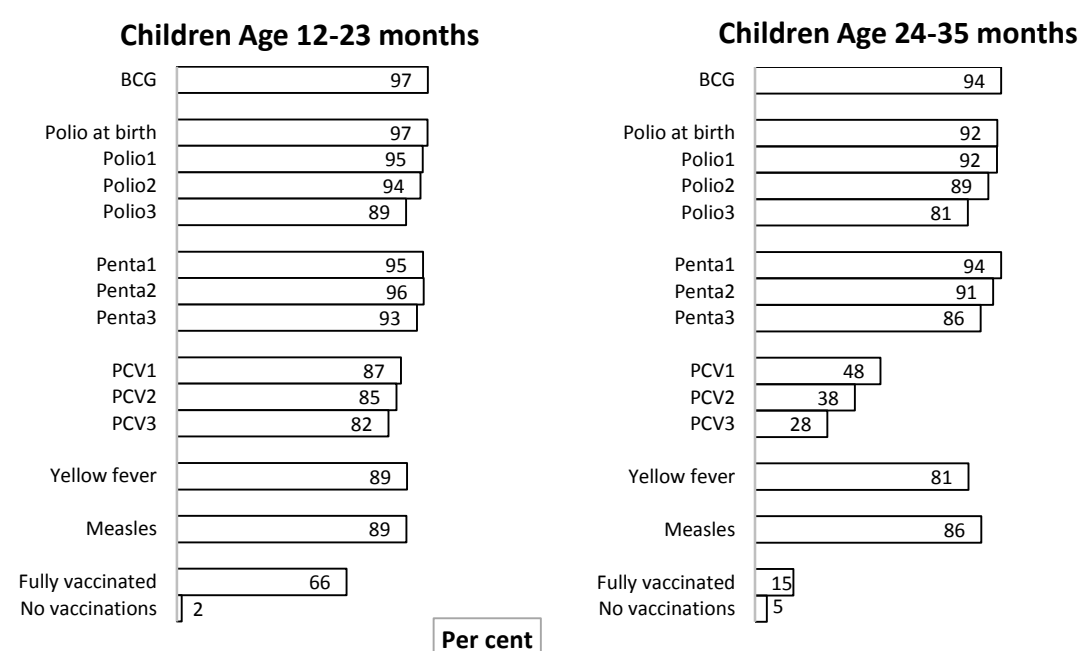 Children Age 12-23 months
BCG 97
Polio at birth 97
Polio1 95
Polio2 94
Polio3 89
Penta1 95
Penta2 96
Penta3 93
PCV1 87
PCV2 85
PCV3 82
Yellow fever 89
Measles 89
Fully vaccinated 66
No vaccinations 2
Children Age 24-35 months
BCG 94
Polio at birth 92
Polio1 92
Polio2 89
Polio3 81
Penta1 94
Penta2 91
Penta3 86
PCV1 48
PCV2 38
PCV3 28
Yellow fever 81
Measles 86
Fully vaccinated 15
No vaccinations 5
Per cent